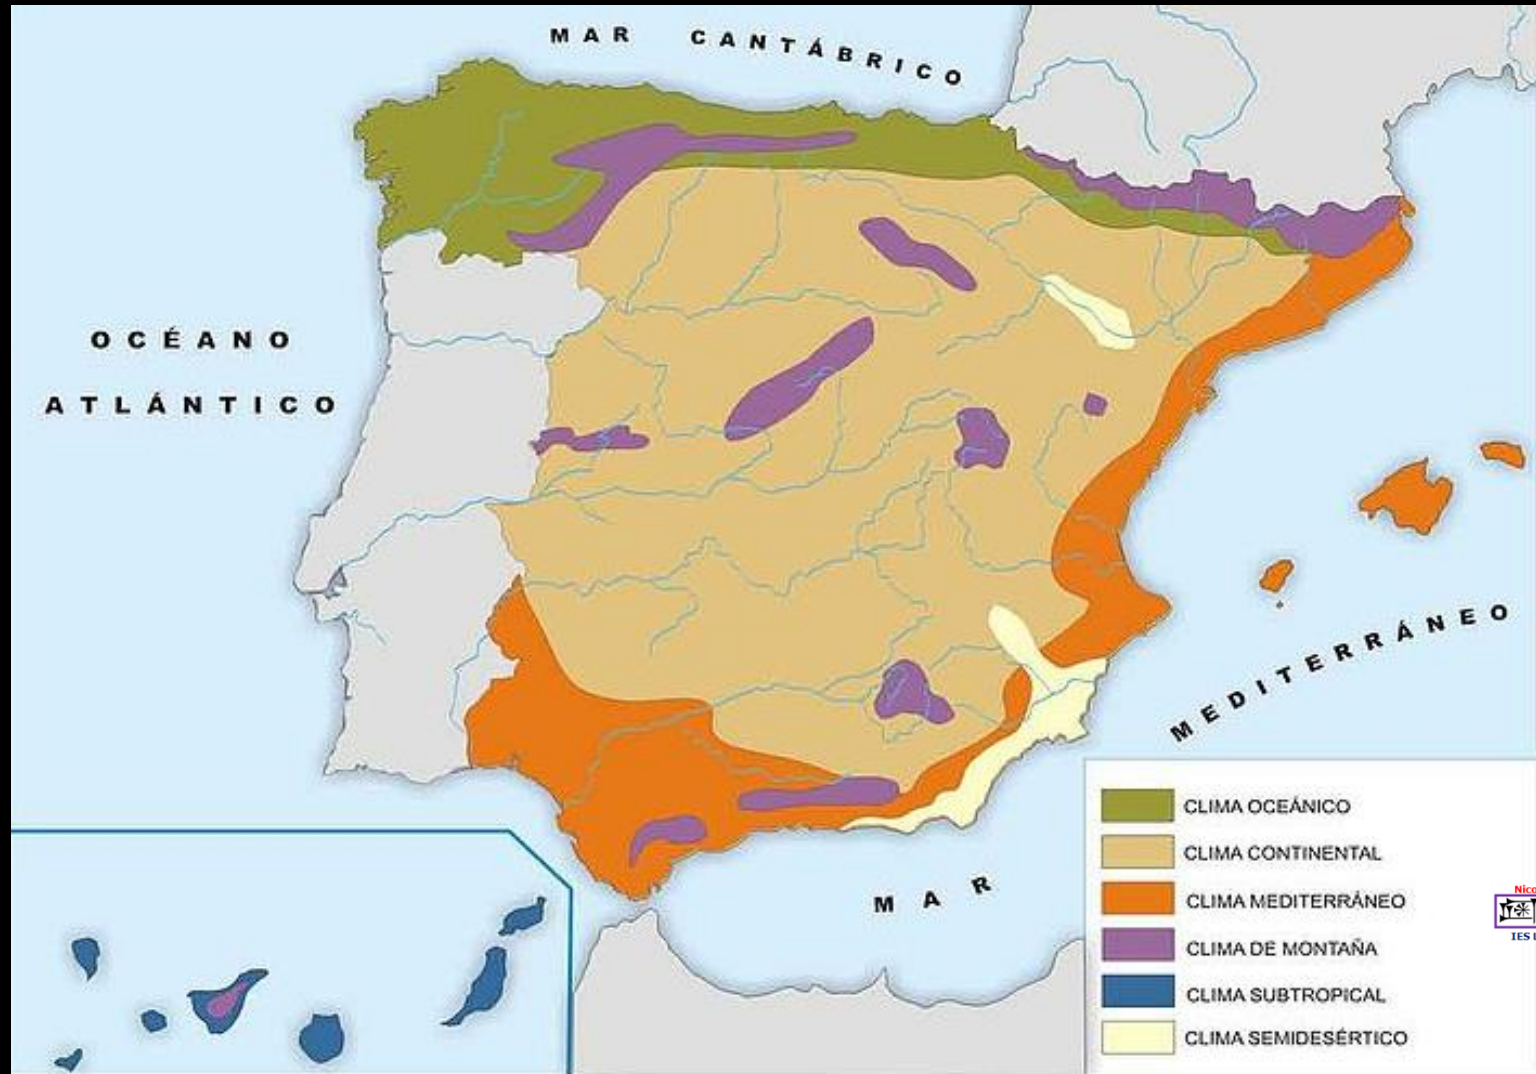 MAR CANTÁBRICO
OCÉANO
ATLÁNTICO
MAR MEDITERRÁNEO
CLIMA OCEÁNICO
CLIMA CONTINENTAL
CLIMA MEDITERRÁNEO
CLIMA DE MONTAÑA
CLIMA SUBTROPICAL
CLIMA SEMIDESÉRTICO
IES